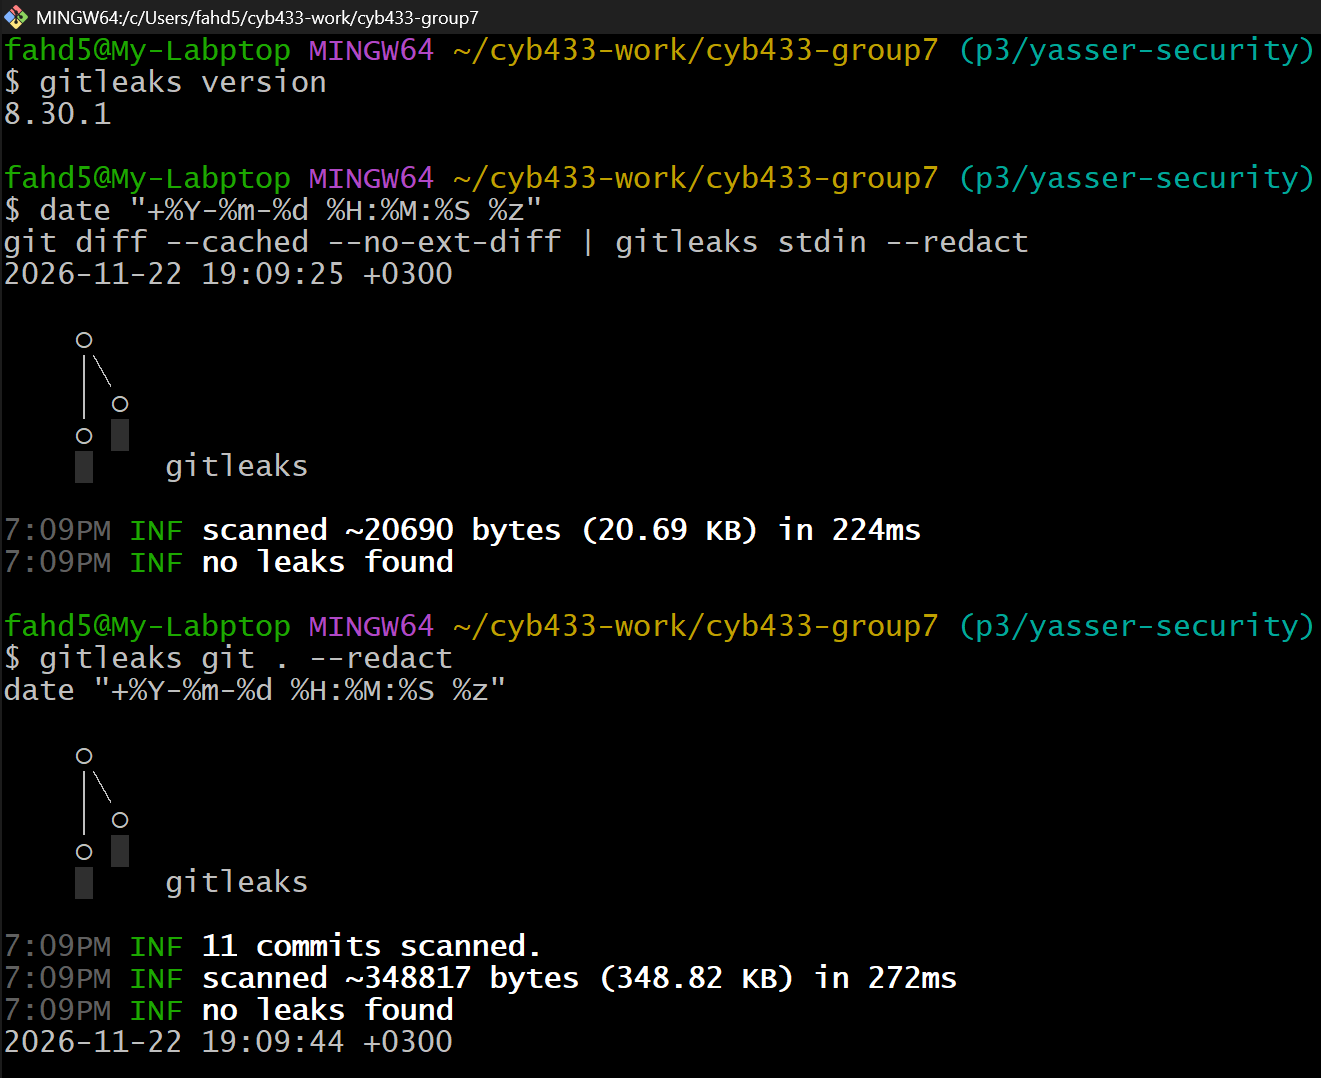 MINGW64:/c/Users/fahd5/cyb433-work/cyb433-group7
fahd5@My-Labptop MINGW64 ~/cyb433-work/cyb433-group7 (p3/yasser-security)
$ gitleaks version
8.30.1
fahd5@My-Labptop MINGW64 ~/cyb433-work/cyb433-group7 (p3/yasser-security)
$ date "+%Y-%m-%d %H:%M:%S %z"
git diff --cached --no-ext-diff | gitleaks stdin --redact
2026-11-22 19:09:25 +0300
○
│╲
│ ○
○ ░
░    gitleaks
7:09PM INF scanned ~20690 bytes (20.69 KB) in 224ms
7:09PM INF no leaks found
fahd5@My-Labptop MINGW64 ~/cyb433-work/cyb433-group7 (p3/yasser-security)
$ gitleaks git . --redact
date "+%Y-%m-%d %H:%M:%S %z"
○
│╲
│ ○
○ ░
░    gitleaks
7:09PM INF 11 commits scanned.
7:09PM INF scanned ~348817 bytes (348.82 KB) in 272ms
7:09PM INF no leaks found
2026-11-22 19:09:44 +0300